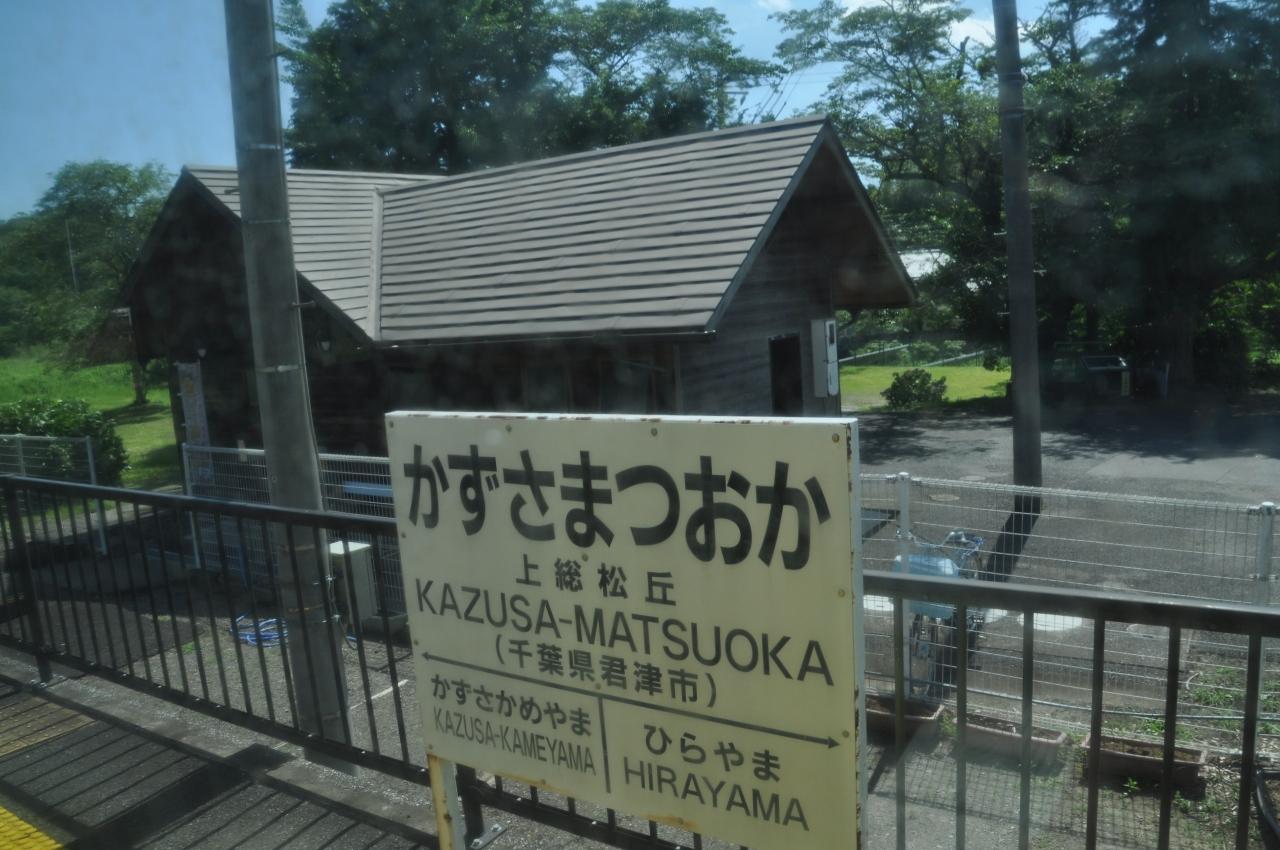 かずさまつおか
上総松丘
KAZUSA-MATSUOKA
(千葉県君津市)
かずさかめやま
KAZUSA-KAMEYAMA
ひらやま
HIRAYAMA